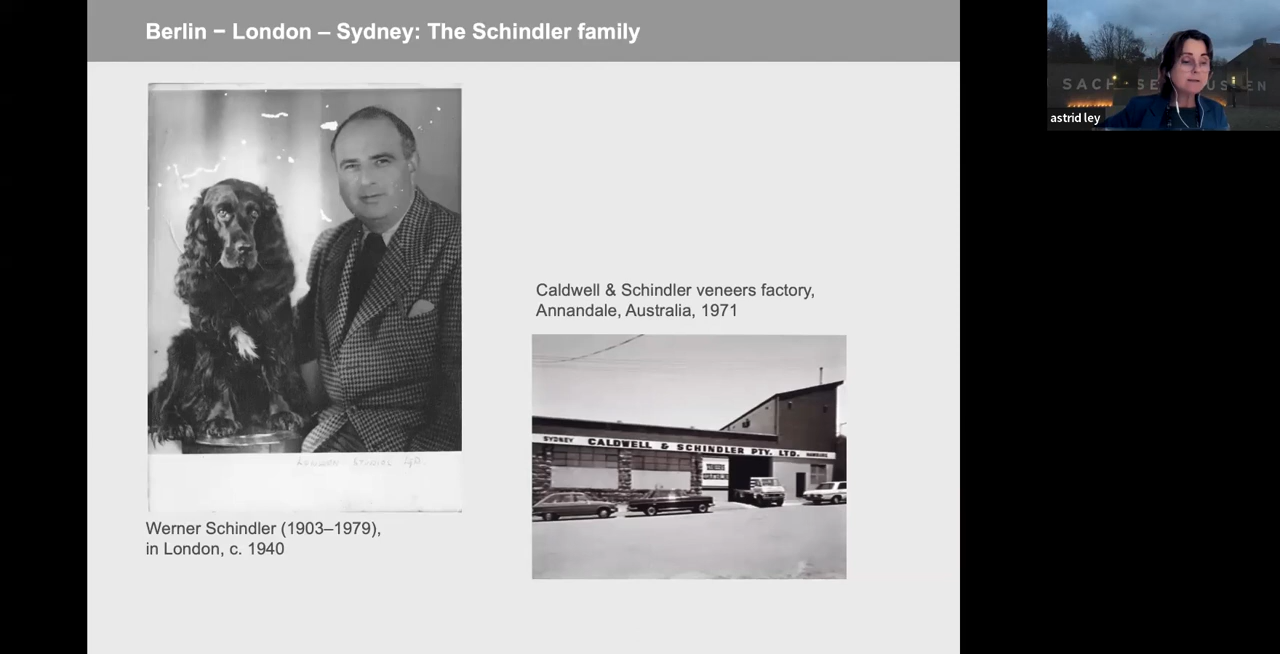 Berlin − London – Sydney: The Schindler family
SACHSENHAUSEN
astrid ley
Caldwell & Schindler veneers factory,
Annandale, Australia, 1971
SYDNEY CALDWELL & SCHINDLER PTY. LTD. HAMBURG
Werner Schindler (1903–1979),
in London, c. 1940